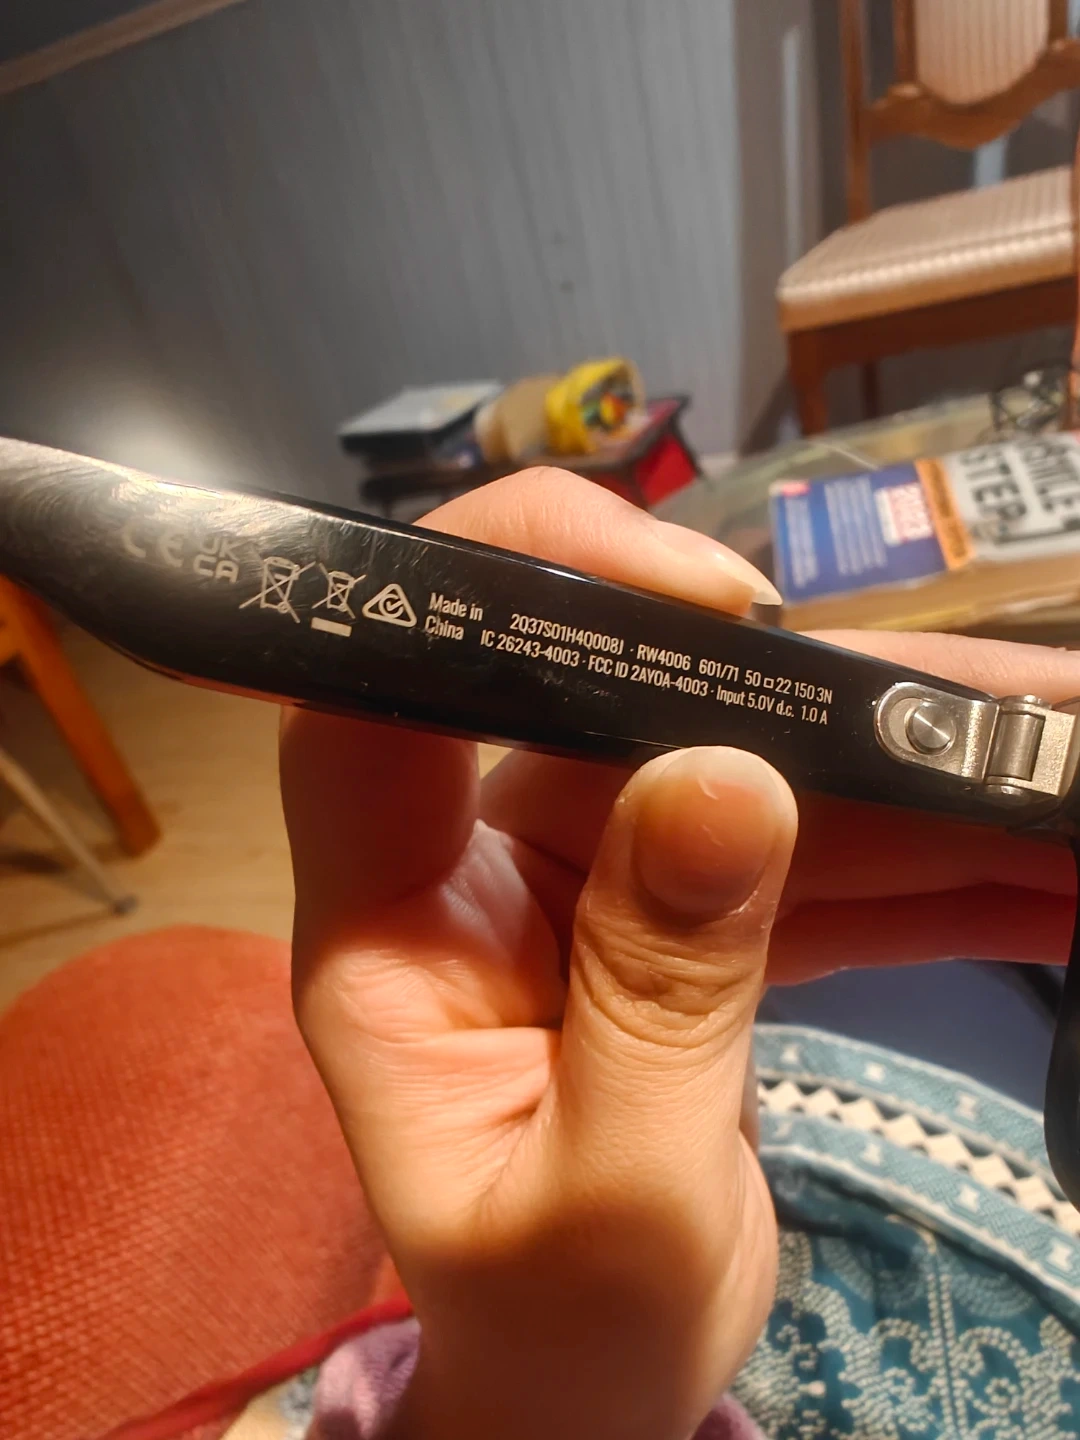 CE UK
CA
Made in
China
2Q37S01H4Q008J · RW4006 601/71 50 □ 22 150 3N
IC 26243-4003 · FCC ID 2AYOA-4003 · Input 5.0V d.c. 1.0 A
STEP.